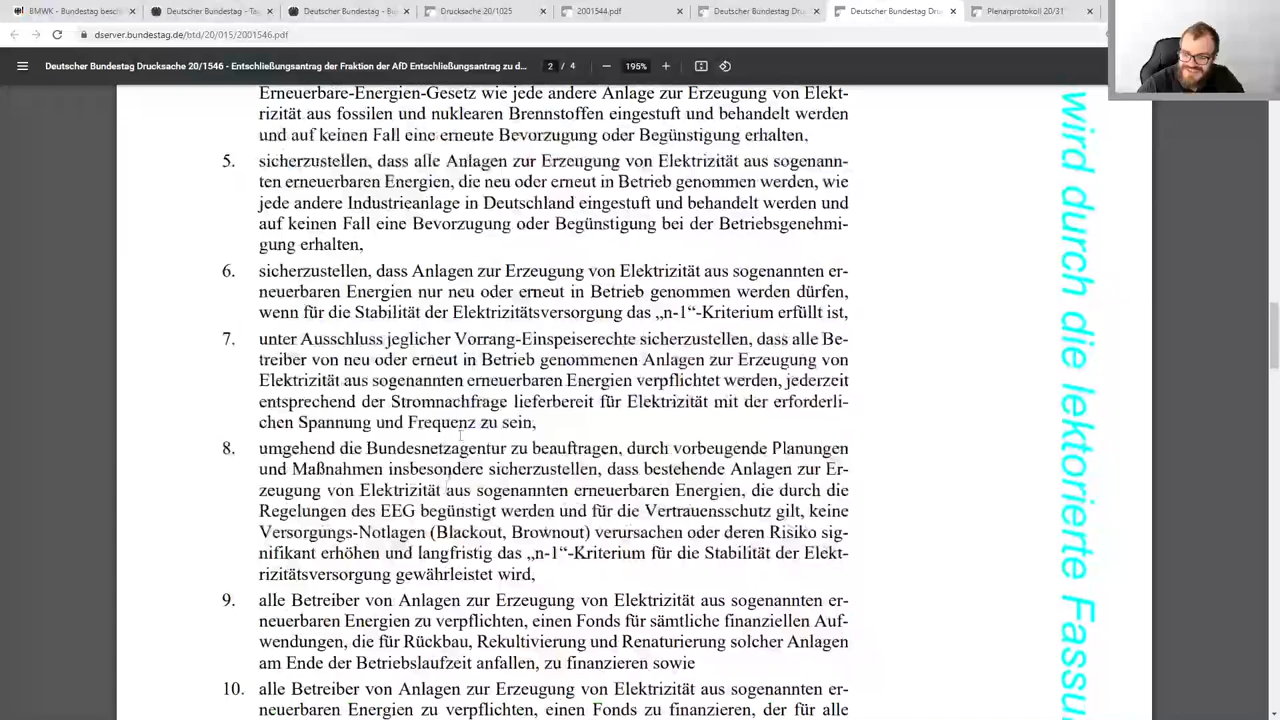 BMWK - Bundestag besch
Deutscher Bundestag - Ta
Deutscher Bundestag - Bi
Drucksache 20/1025
2001544.pdf
Deutscher Bundestag Dru
Deutscher Bundestag Dru
Plenarprotokoll 20/31
dserver.bundestag.de/btd/20/015/2001546.pdf
Deutscher Bundestag Drucksache 20/1546 - Entschließungsantrag der Fraktion der AfD Entschließungsantrag zu d...
2 / 4
195%
Erneuerbare-Energien-Gesetz wie jede andere Anlage zur Erzeugung von Elekt-
rizität aus fossilen und nuklearen Brennstoffen eingestuft und behandelt werden
und auf keinen Fall eine erneute Bevorzugung oder Begünstigung erhalten,
5. sicherzustellen, dass alle Anlagen zur Erzeugung von Elektrizität aus sogenann-
ten erneuerbaren Energien, die neu oder erneut in Betrieb genommen werden, wie
jede andere Industrieanlage in Deutschland eingestuft und behandelt werden und
auf keinen Fall eine Bevorzugung oder Begünstigung bei der Betriebsgenehmi-
gung erhalten,
6. sicherzustellen, dass Anlagen zur Erzeugung von Elektrizität aus sogenannten er-
neuerbaren Energien nur neu oder erneut in Betrieb genommen werden dürfen,
wenn für die Stabilität der Elektrizitätsversorgung das „n-1“-Kriterium erfüllt ist,
7. unter Ausschluss jeglicher Vorrang-Einspeiserechte sicherzustellen, dass alle Be-
treiber von neu oder erneut in Betrieb genommenen Anlagen zur Erzeugung von
Elektrizität aus sogenannten erneuerbaren Energien verpflichtet werden, jederzeit
entsprechend der Stromnachfrage lieferbereit für Elektrizität mit der erforderli-
chen Spannung und Frequenz zu sein,
8. umgehend die Bundesnetzagentur zu beauftragen, durch vorbeugende Planungen
und Maßnahmen insbesondere sicherzustellen, dass bestehende Anlagen zur Er-
zeugung von Elektrizität aus sogenannten erneuerbaren Energien, die durch die
Regelungen des EEG begünstigt werden und für die Vertrauensschutz gilt, keine
Versorgungs-Notlagen (Blackout, Brownout) verursachen oder deren Risiko sig-
nifikant erhöhen und langfristig das „n-1“-Kriterium für die Stabilität der Elekt-
rizitätsversorgung gewährleistet wird,
9. alle Betreiber von Anlagen zur Erzeugung von Elektrizität aus sogenannten er-
neuerbaren Energien zu verpflichten, einen Fonds für sämtliche finanziellen Auf-
wendungen, die für Rückbau, Rekultivierung und Renaturierung solcher Anlagen
am Ende der Betriebslaufzeit anfallen, zu finanzieren sowie
10. alle Betreiber von Anlagen zur Erzeugung von Elektrizität aus sogenannten er-
neuerbaren Energien zu verpflichten, einen Fonds zu finanzieren, der für alle
wird durch die lektorierte Fassu